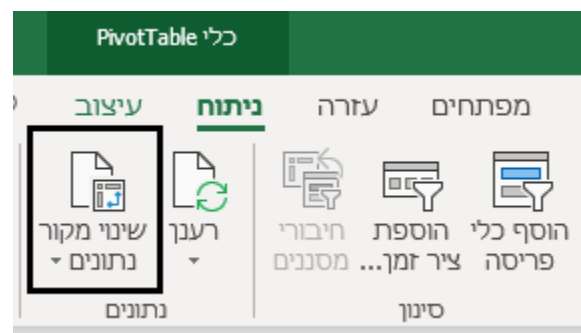 כלי PivotTable
מפתחים עזרה ניתוח עיצוב
הוסף כלי פריסה
הוספת ציר זמן...
חיבורי מסננים
רענן
שינוי מקור נתונים
סינון נתונים